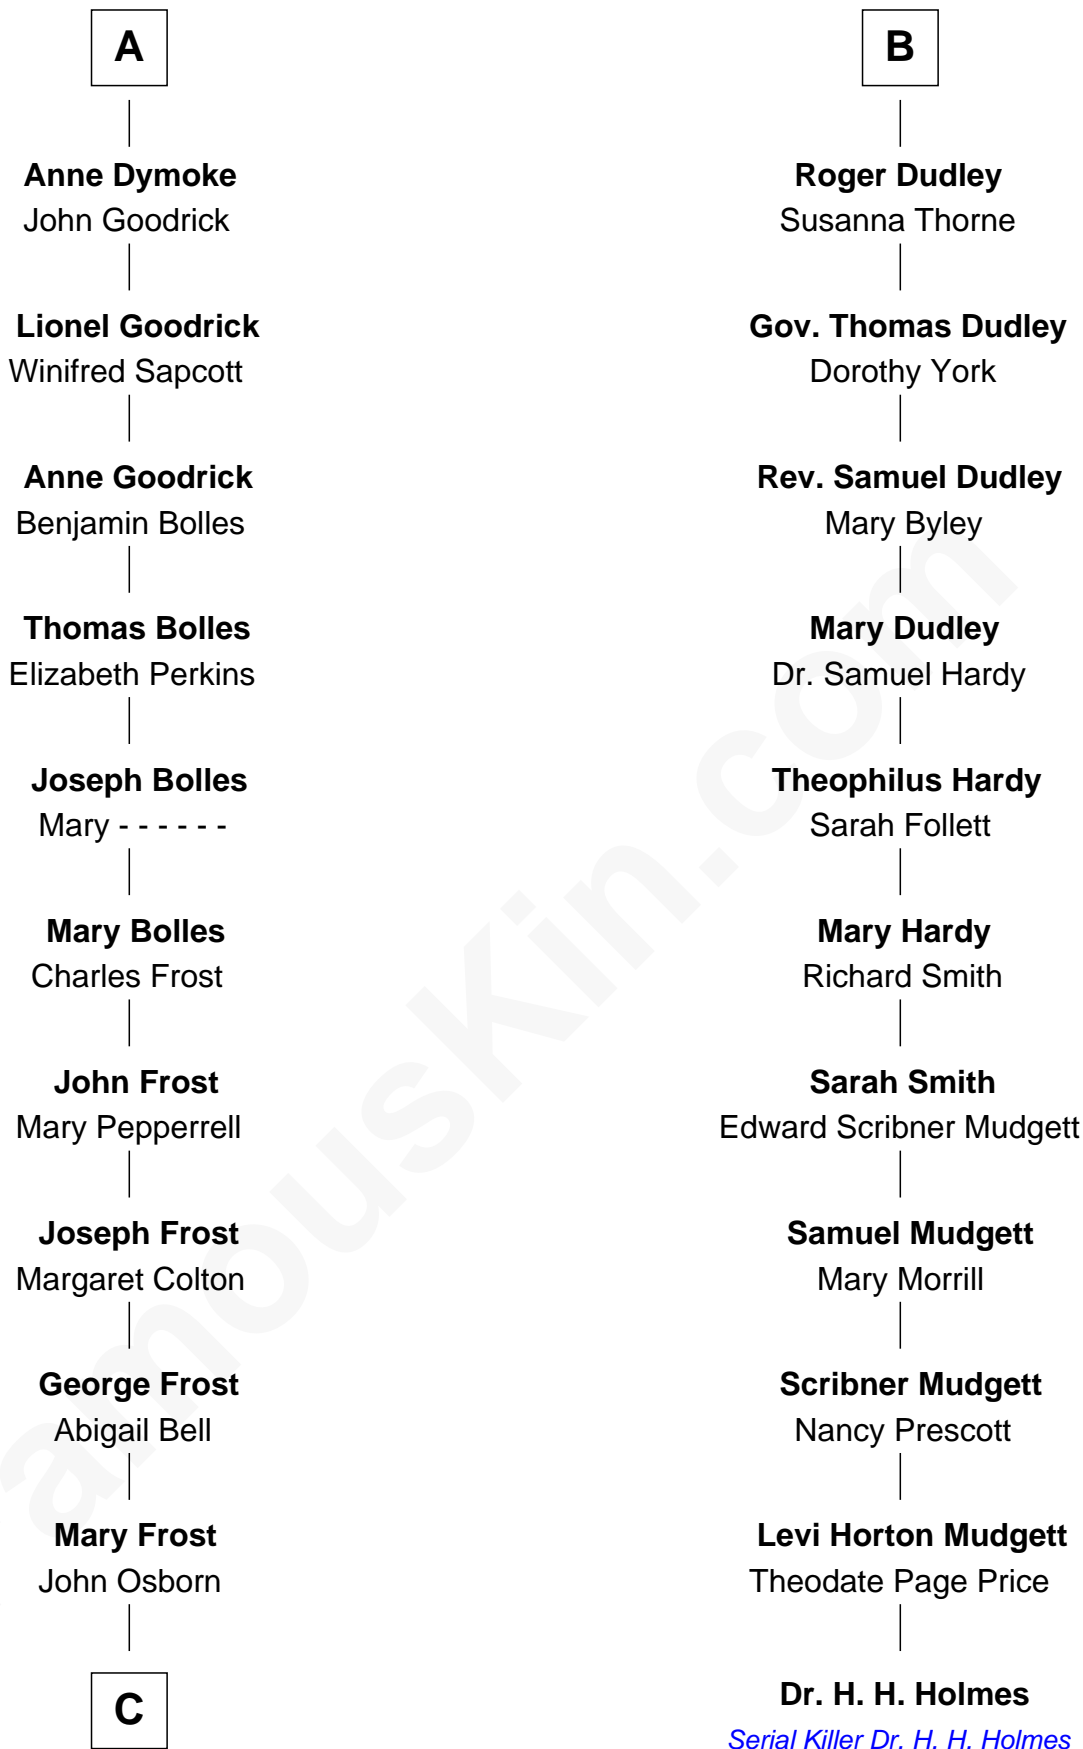 A
Anne Dymoke
John Goodrick
Lionel Goodrick
Winifred Sapcott
Anne Goodrick
Benjamin Bolles
Thomas Bolles
Elizabeth Perkins
Joseph Bolles
Mary - - - - - -
Mary Bolles
Charles Frost
John Frost
Mary Pepperrell
Joseph Frost
Margaret Colton
George Frost
Abigail Bell
Mary Frost
John Osborn
C
B
Roger Dudley
Susanna Thorne
Gov. Thomas Dudley
Dorothy York
Rev. Samuel Dudley
Mary Byley
Mary Dudley
Dr. Samuel Hardy
Theophilus Hardy
Sarah Follett
Mary Hardy
Richard Smith
Sarah Smith
Edward Scribner Mudgett
Samuel Mudgett
Mary Morrill
Scribner Mudgett
Nancy Prescott
Levi Horton Mudgett
Theodate Page Price
Dr. H. H. Holmes
Serial Killer Dr. H. H. Holmes
amouskin.com